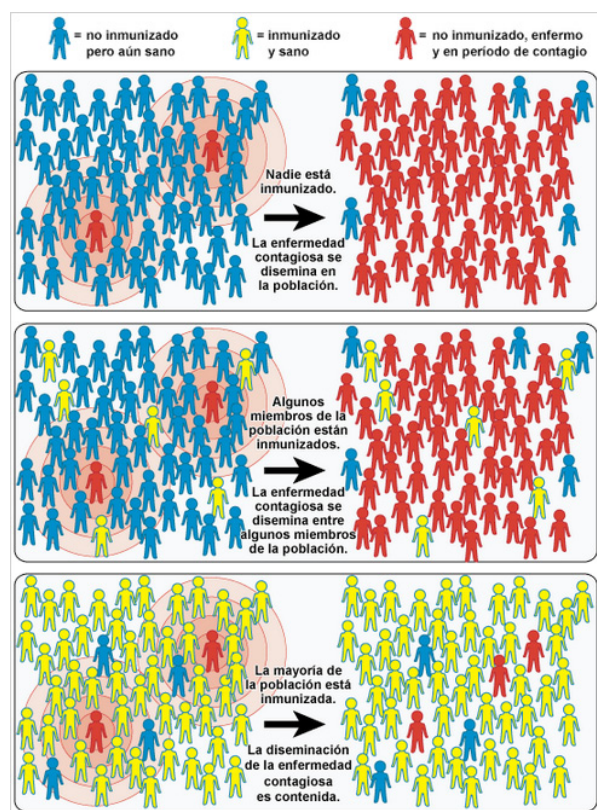 = no inmunizado
pero aún sano
= inmunizado
y sano
= no inmunizado, enfermo
y en período de contagio
Nadie está
inmunizado.
La enfermedad
contagiosa se
disemina en
la población.
Algunos
miembros de la
población están
inmunizados.
La enfermedad
contagiosa se
disemina entre
algunos miembros
de la población.
La mayoría de
la población está
inmunizada.
La diseminación
de la enfermedad
contagiosa
es contenida.